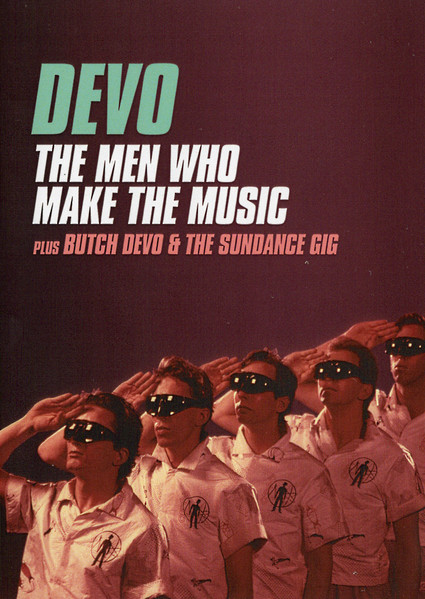 DEVO
THE MEN WHO
MAKE THE MUSIC
PLUS BUTCH DEVO & THE SUNDANCE GIG